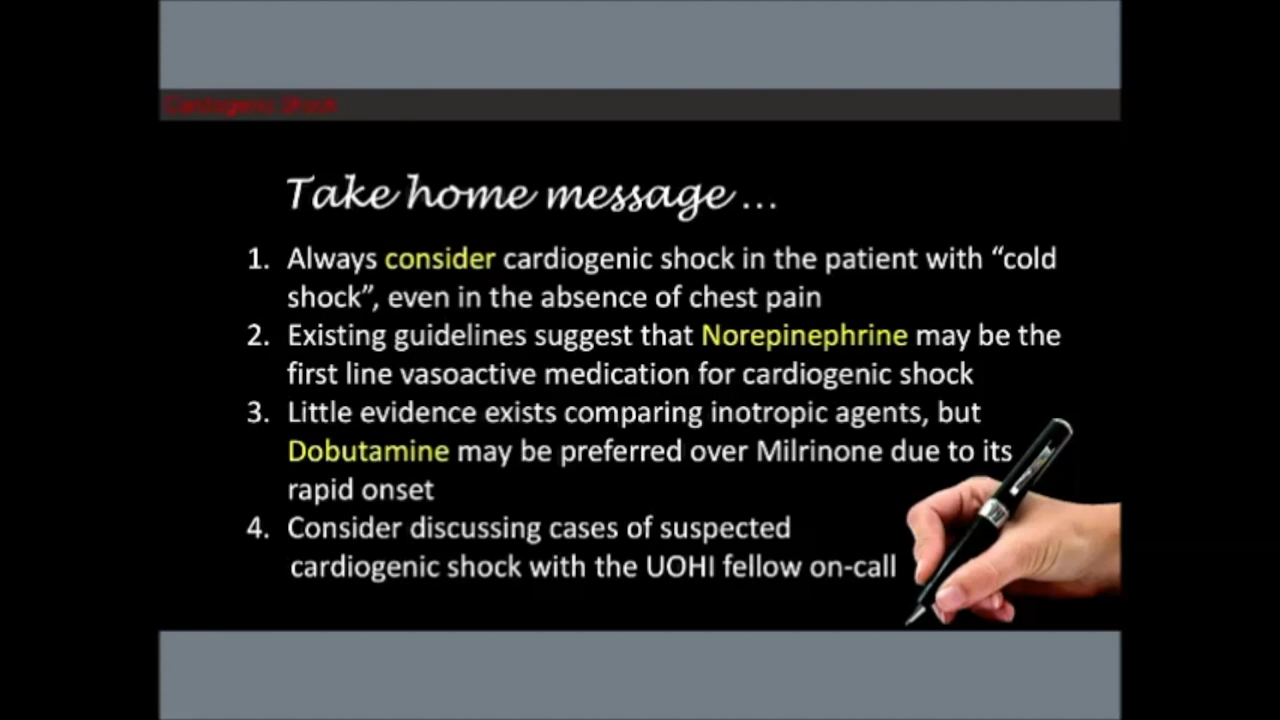 Cardiogenic Shock
Take home message...
1. Always consider cardiogenic shock in the patient with “cold
shock”, even in the absence of chest pain
2. Existing guidelines suggest that Norepinephrine may be the
first line vasoactive medication for cardiogenic shock
3. Little evidence exists comparing inotropic agents, but
Dobutamine may be preferred over Milrinone due to its
rapid onset
4. Consider discussing cases of suspected
cardiogenic shock with the UOHI fellow on-call